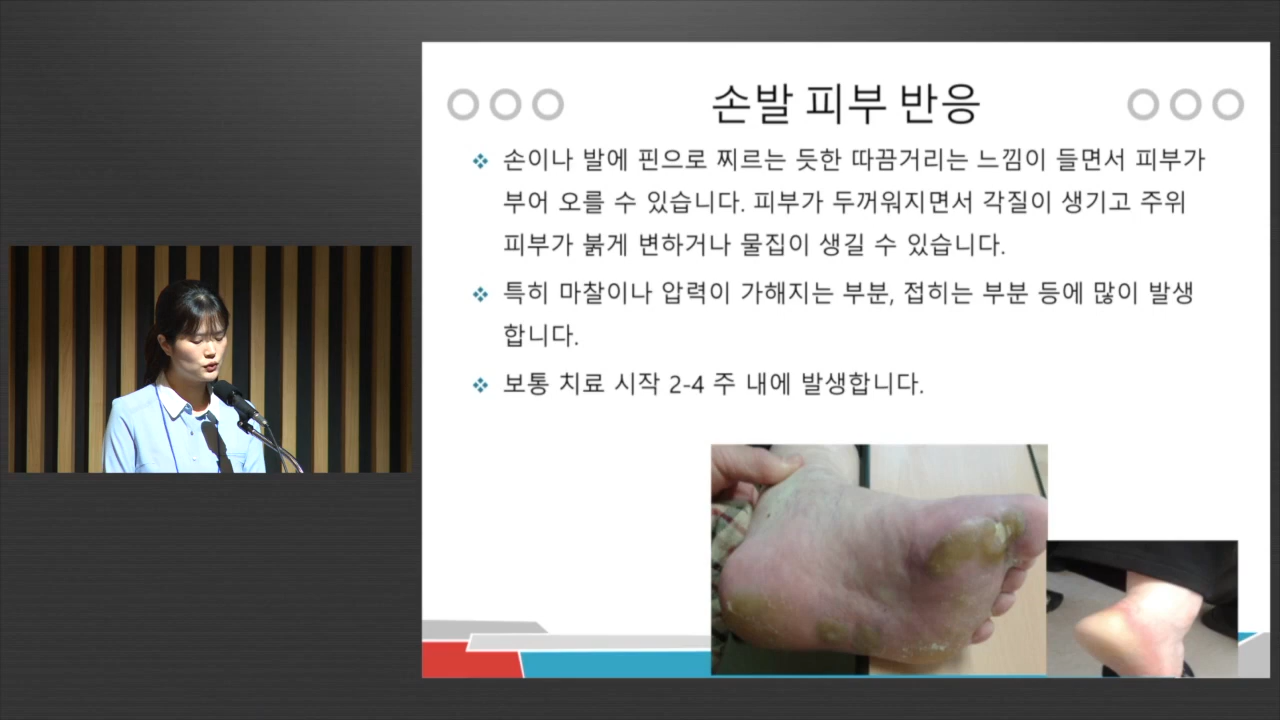 손발 피부 반응
손이나 발에 핀으로 찌르는 듯한 따끔거리는 느낌이 들면서 피부가
부어 오를 수 있습니다. 피부가 두꺼워지면서 각질이 생기고 주위
피부가 붉게 변하거나 물집이 생길 수 있습니다.
특히 마찰이나 압력이 가해지는 부분, 접히는 부분 등에 많이 발생
합니다.
보통 치료 시작 2-4 주 내에 발생합니다.